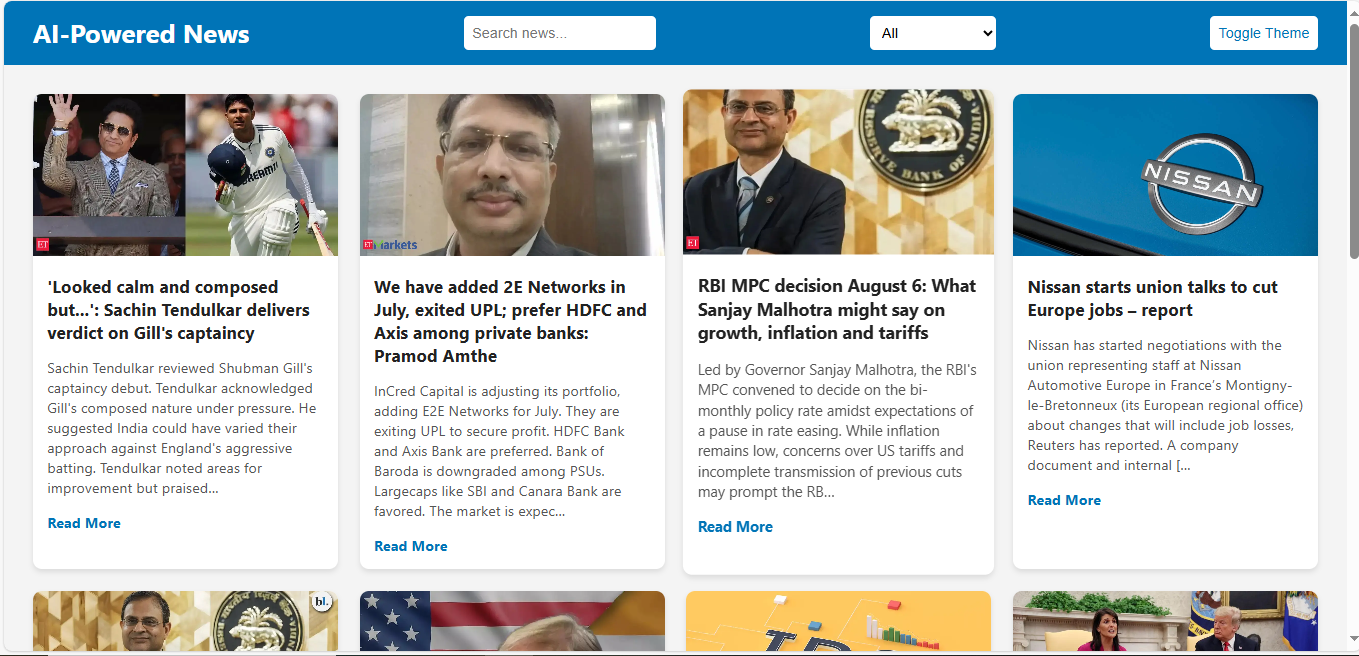 AI-Powered News
Search news...
All
Toggle Theme
DREAM11
ET
ET markets
RESERVE BANK OF INDIA
ET
NISSAN
'Looked calm and composed
but...': Sachin Tendulkar delivers
verdict on Gill's captaincy
Sachin Tendulkar reviewed Shubman Gill's
captaincy debut. Tendulkar acknowledged
Gill's composed nature under pressure. He
suggested India could have varied their
approach against England's aggressive
batting. Tendulkar noted areas for
improvement but praised...
Read More
We have added 2E Networks in
July, exited UPL; prefer HDFC and
Axis among private banks:
Pramod Amthe
InCred Capital is adjusting its portfolio,
adding E2E Networks for July. They are
exiting UPL to secure profit. HDFC Bank
and Axis Bank are preferred. Bank of
Baroda is downgraded among PSUs.
Largecaps like SBI and Canara Bank are
favored. The market is expec...
Read More
RBI MPC decision August 6: What
Sanjay Malhotra might say on
growth, inflation and tariffs
Led by Governor Sanjay Malhotra, the RBI's
MPC convened to decide on the bi-
monthly policy rate amidst expectations of
a pause in rate easing. While inflation
remains low, concerns over US tariffs and
incomplete transmission of previous cuts
may prompt the RB...
Read More
Nissan starts union talks to cut
Europe jobs – report
Nissan has started negotiations with the
union representing staff at Nissan
Automotive Europe in France's Montigny-
le-Bretonneux (its European regional office)
about changes that will include job losses,
Reuters has reported. A company
document and internal [...
Read More
bl.